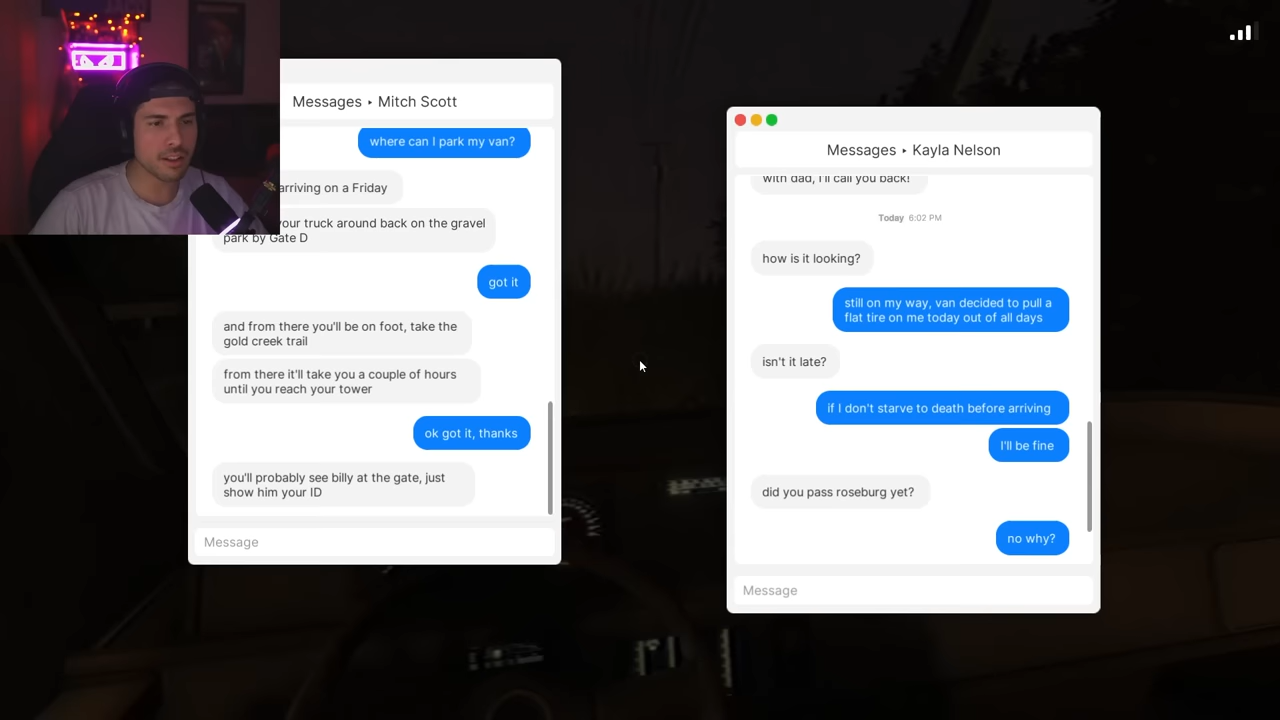 Messages ▸ Mitch Scott
where can I park my van?
arriving on a Friday
your truck around back on the gravel
park by Gate D
got it
and from there you'll be on foot, take the
gold creek trail
from there it'll take you a couple of hours
until you reach your tower
ok got it, thanks
you'll probably see billy at the gate, just
show him your ID
Message
Messages ▸ Kayla Nelson
with dad, I'll call you back!
Today 6:02 PM
how is it looking?
still on my way, van decided to pull a
flat tire on me today out of all days
isn't it late?
if I don't starve to death before arriving
I'll be fine
did you pass roseburg yet?
no why?
Message